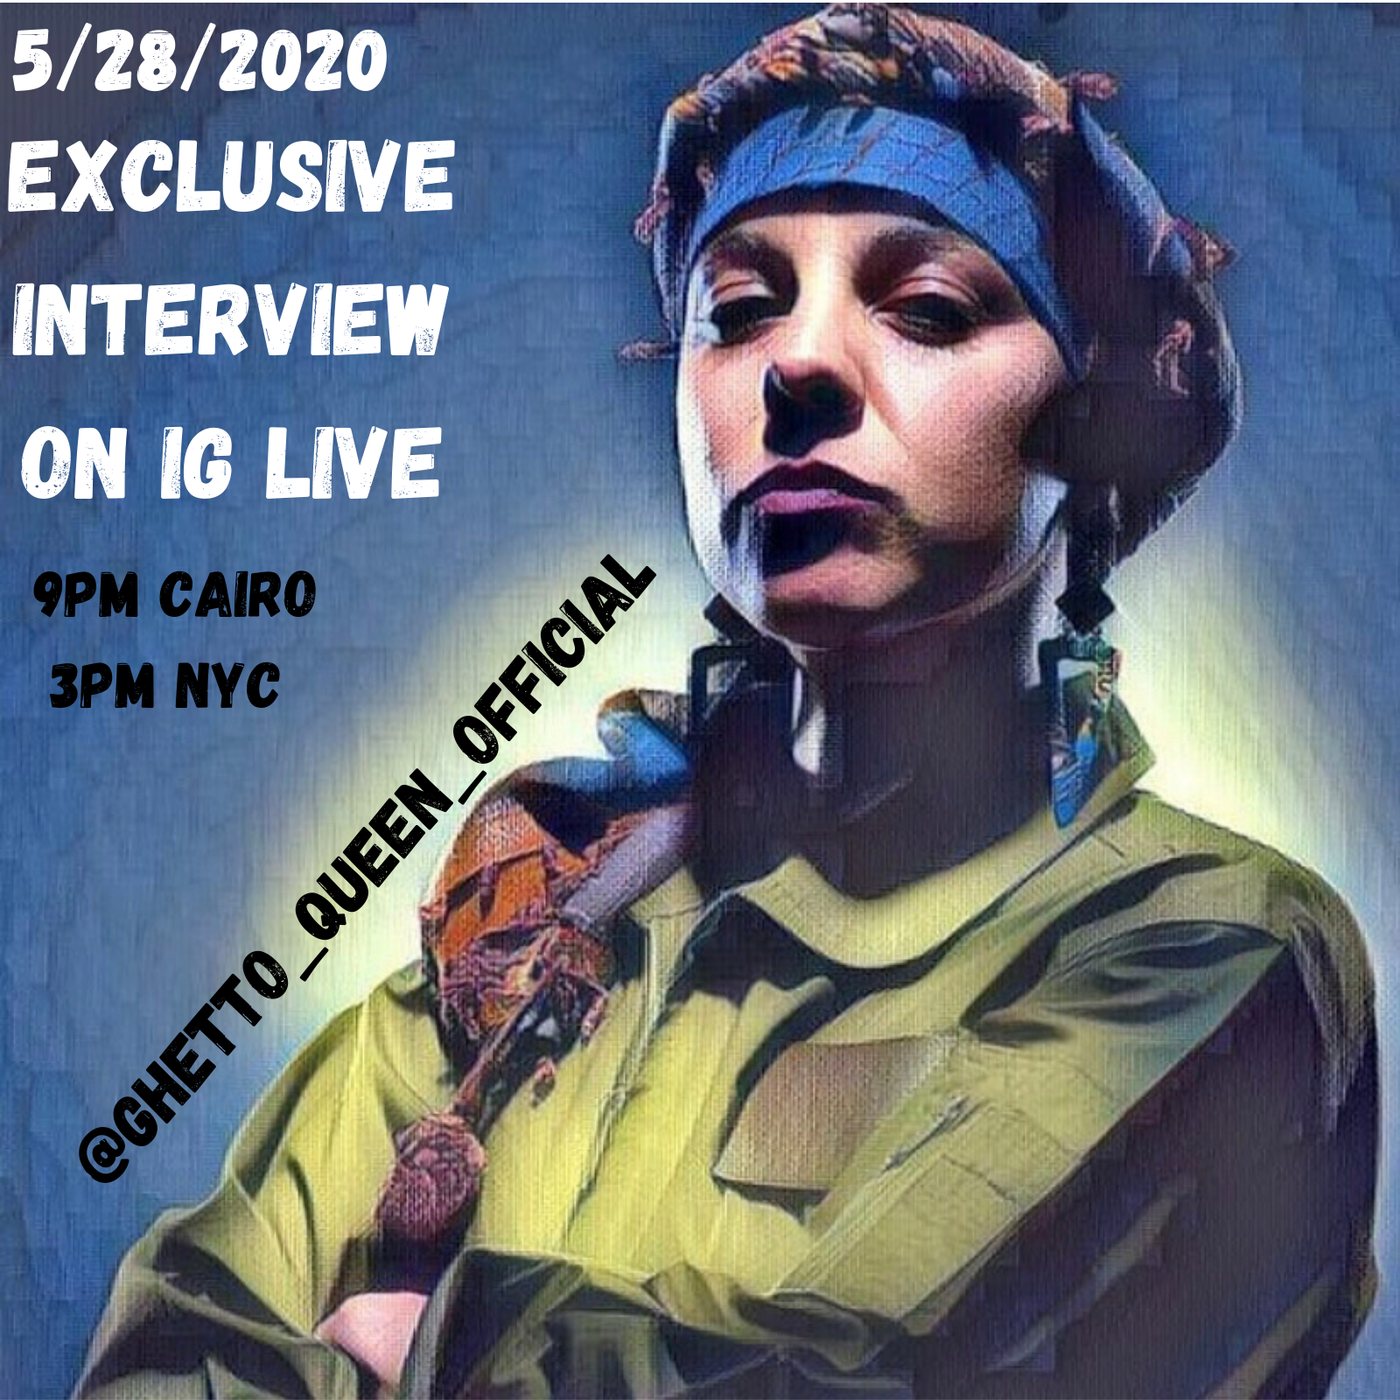 5/28/2020
EXCLUSIVE
INTERVIEW
ON IG LIVE
9PM CAIRO
3PM NYC
@GHETTO_QUEEN_OFFICIAL